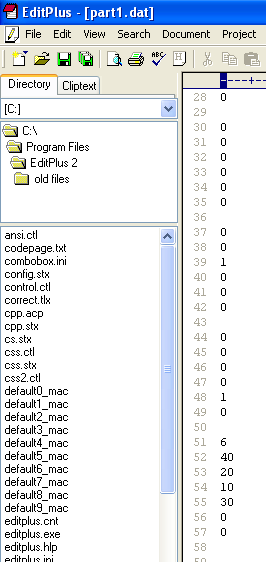 EditPlus - [part1.dat]
File Edit View Search Document Project
Directory Cliptext
[C:]
C:\
Program Files
EditPlus 2
old files
ansi.ctl
codepage.txt
combobox.ini
config.stx
control.ctl
correct.tlx
cpp.acp
cpp.stx
cs.stx
css.ctl
css.stx
css2.ctl
default0_mac
default1_mac
default2_mac
default3_mac
default4_mac
default5_mac
default6_mac
default7_mac
default8_mac
default9_mac
editplus.cnt
editplus.exe
editplus.hlp
editplus.ini
28 0
29
30 0
31 0
32 0
33 0
34 0
35 0
36
37 0
38 0
39 1
40 0
41 0
42 0
43
44 0
45 0
46 0
47 0
48 1
49 0
50
51 6
52 40
53 20
54 10
55 30
56 0
57 0
58